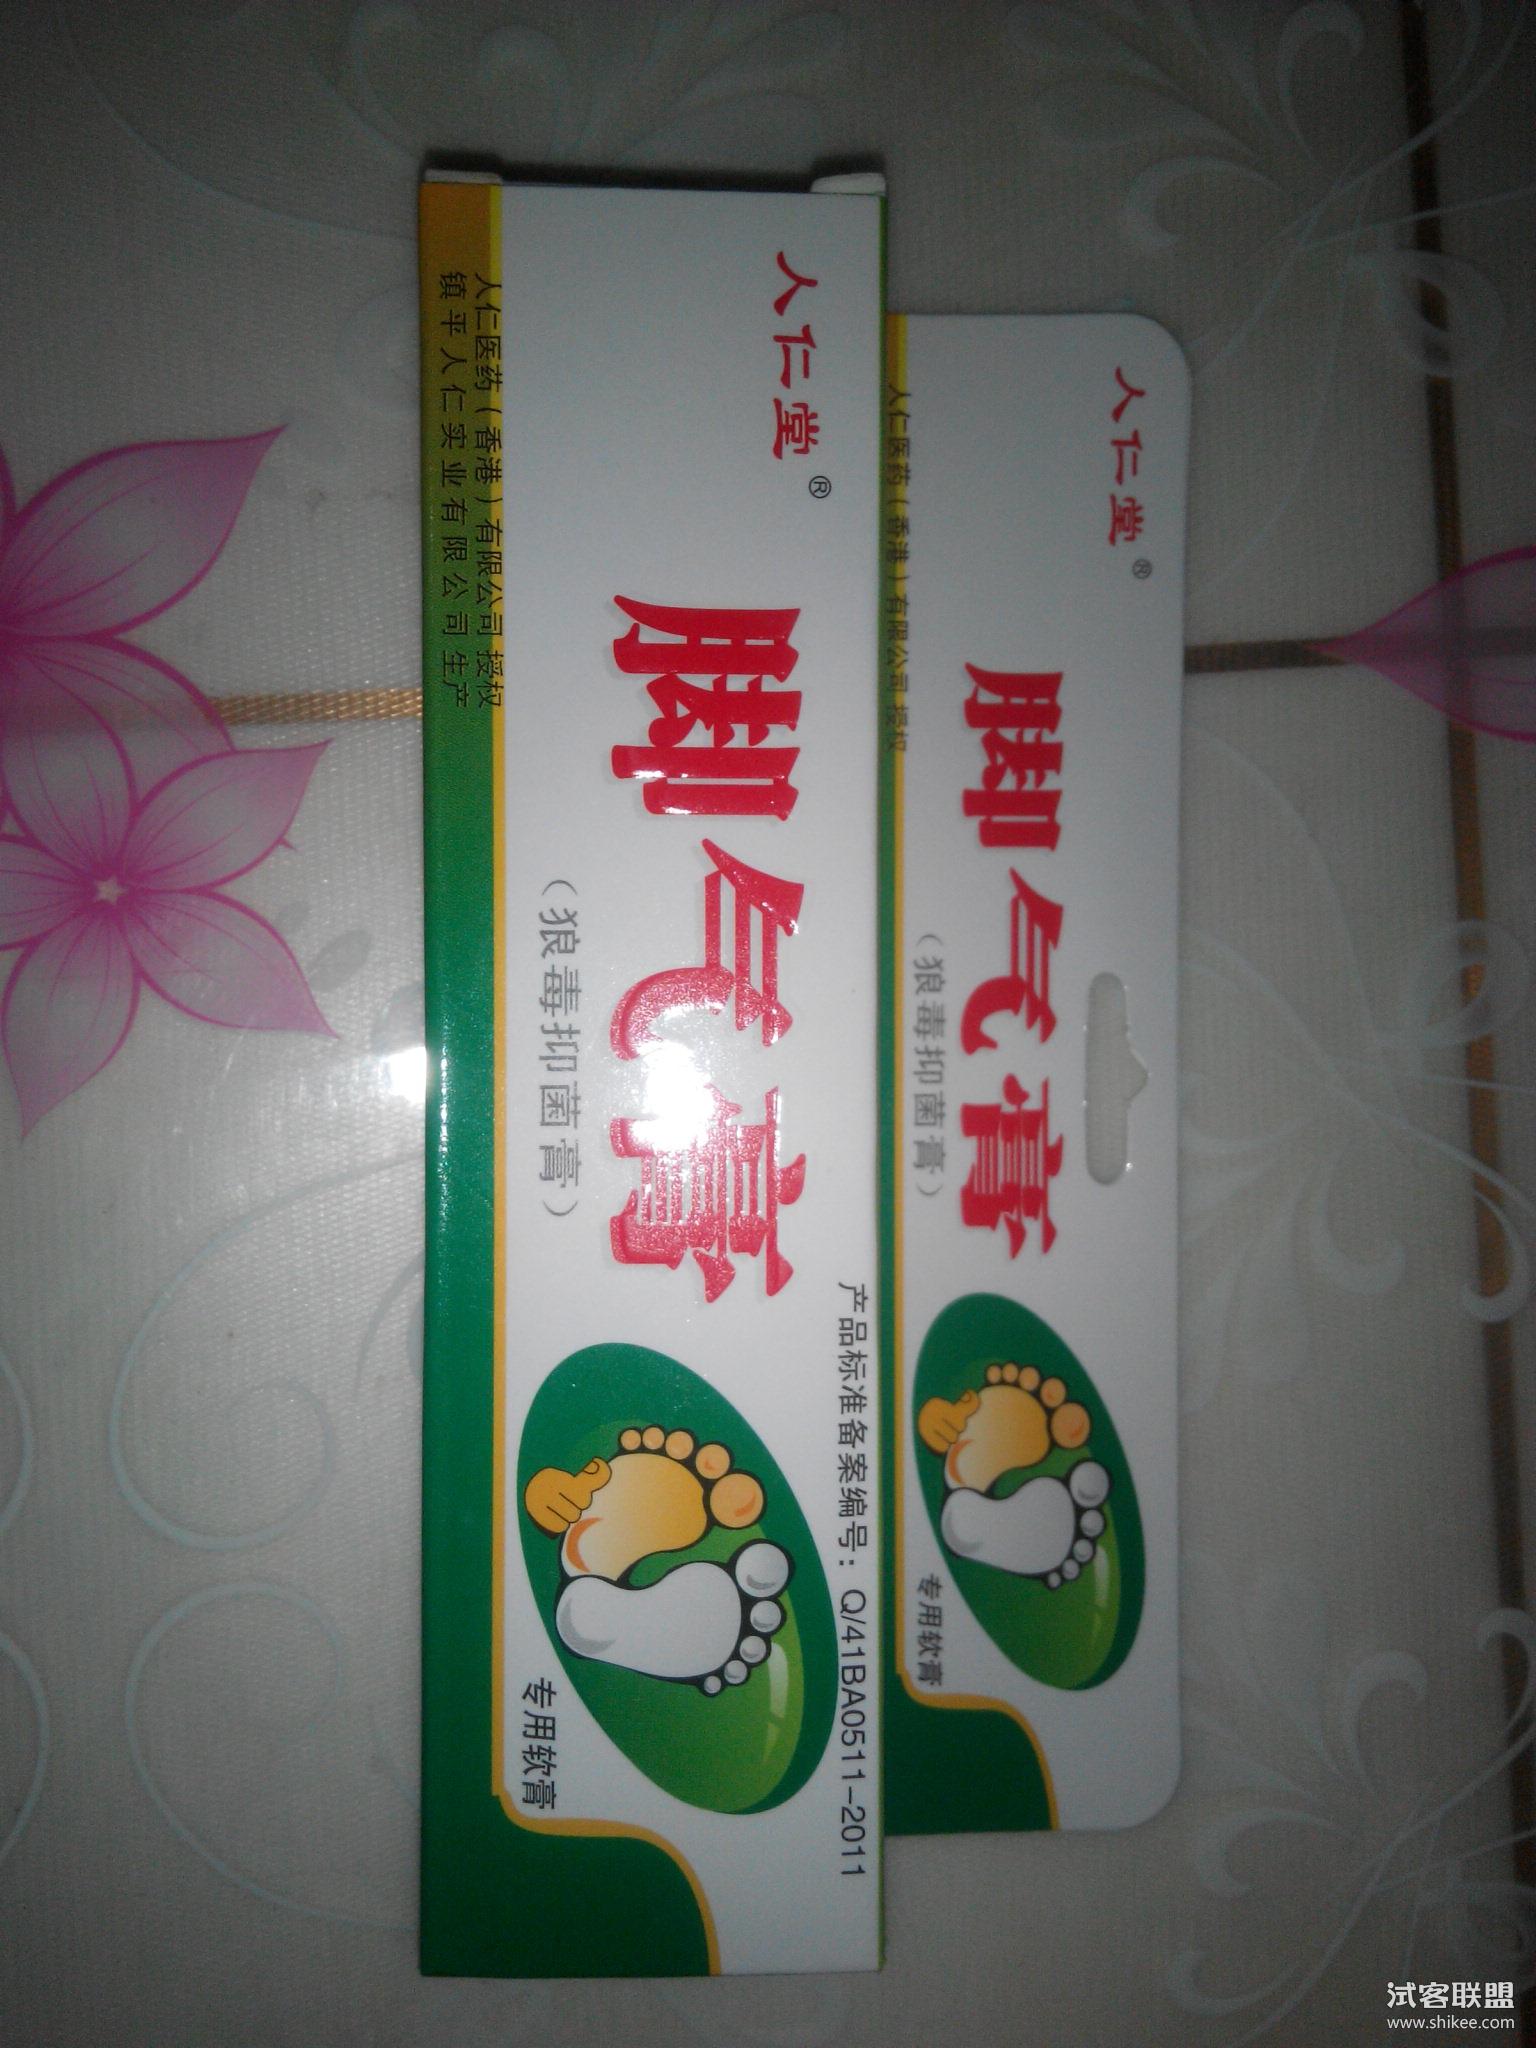 人仁堂®
脚气膏
（狼毒抑菌膏）
专用软膏
人仁医药（香港）有限公司 授权
人仁堂®
产品标准备案编号：Q/41BA0511-2011
脚气膏
（狼毒抑菌膏）
专用软膏
人仁医药（香港）有限公司 授权
镇平人仁实业有限公司 生产
试客联盟
www.shikee.com